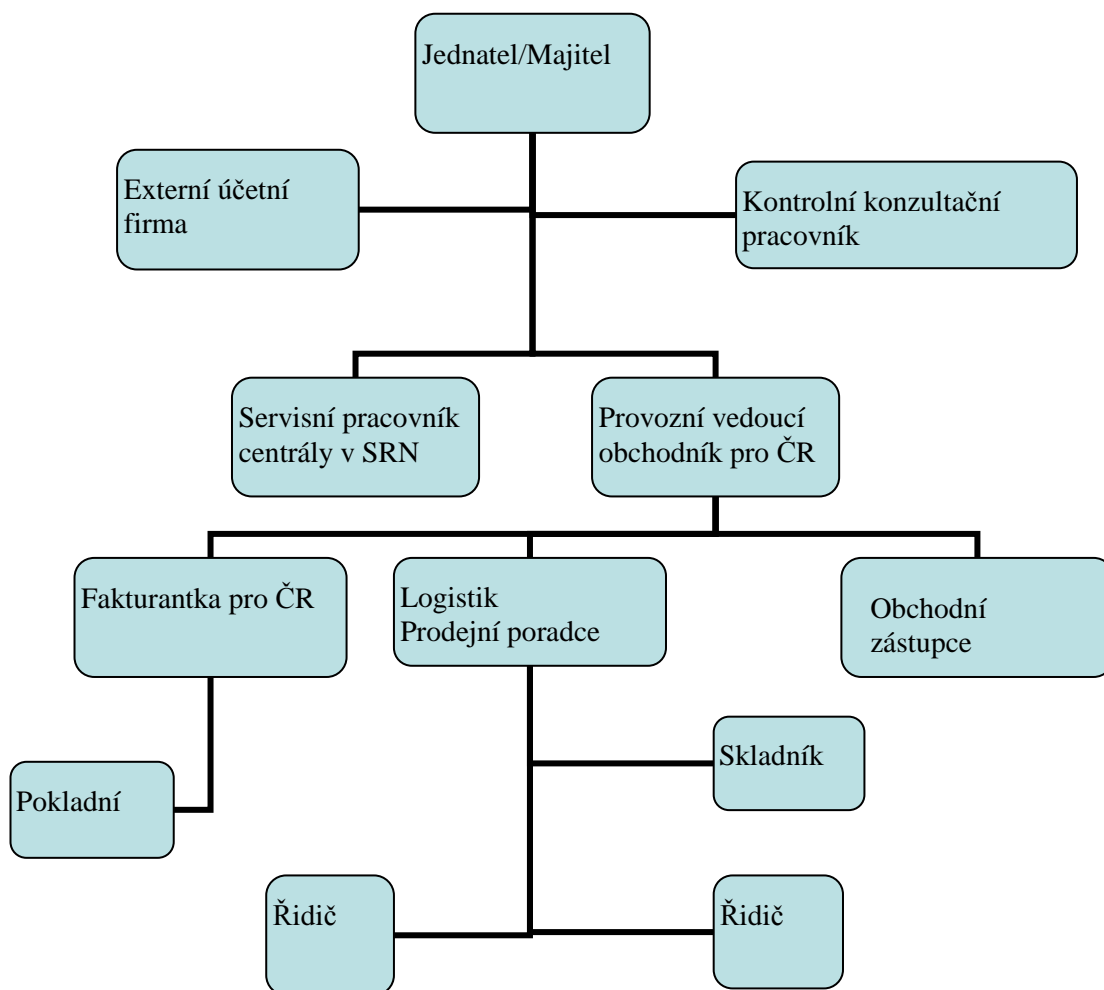 Jednatel/Majitel
Externí účetní
firma
Kontrolní konzultační
pracovník
Servisní pracovník
centrály v SRN
Provozní vedoucí
obchodník pro ČR
Fakturantka pro ČR
Logistik
Prodejní poradce
Obchodní
zástupce
Skladník
Pokladní
Řidič
Řidič